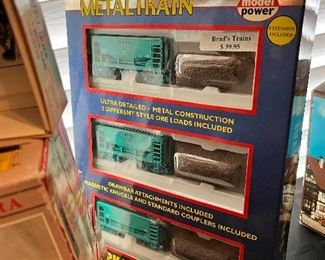 METALTRAIN
model
power
Brad's Trains
$ 39.95
EXTENSION
INCLUDED
ULTRA DETAILED - METAL CONSTRUCTION
2 DIFFERENT STYLE ORE LOADS INCLUDED
DRAWBAR ATTACHMENTS INCLUDED
MAGNETIC KNUCKLE AND STANDARD COUPLERS INCLUDED
RA